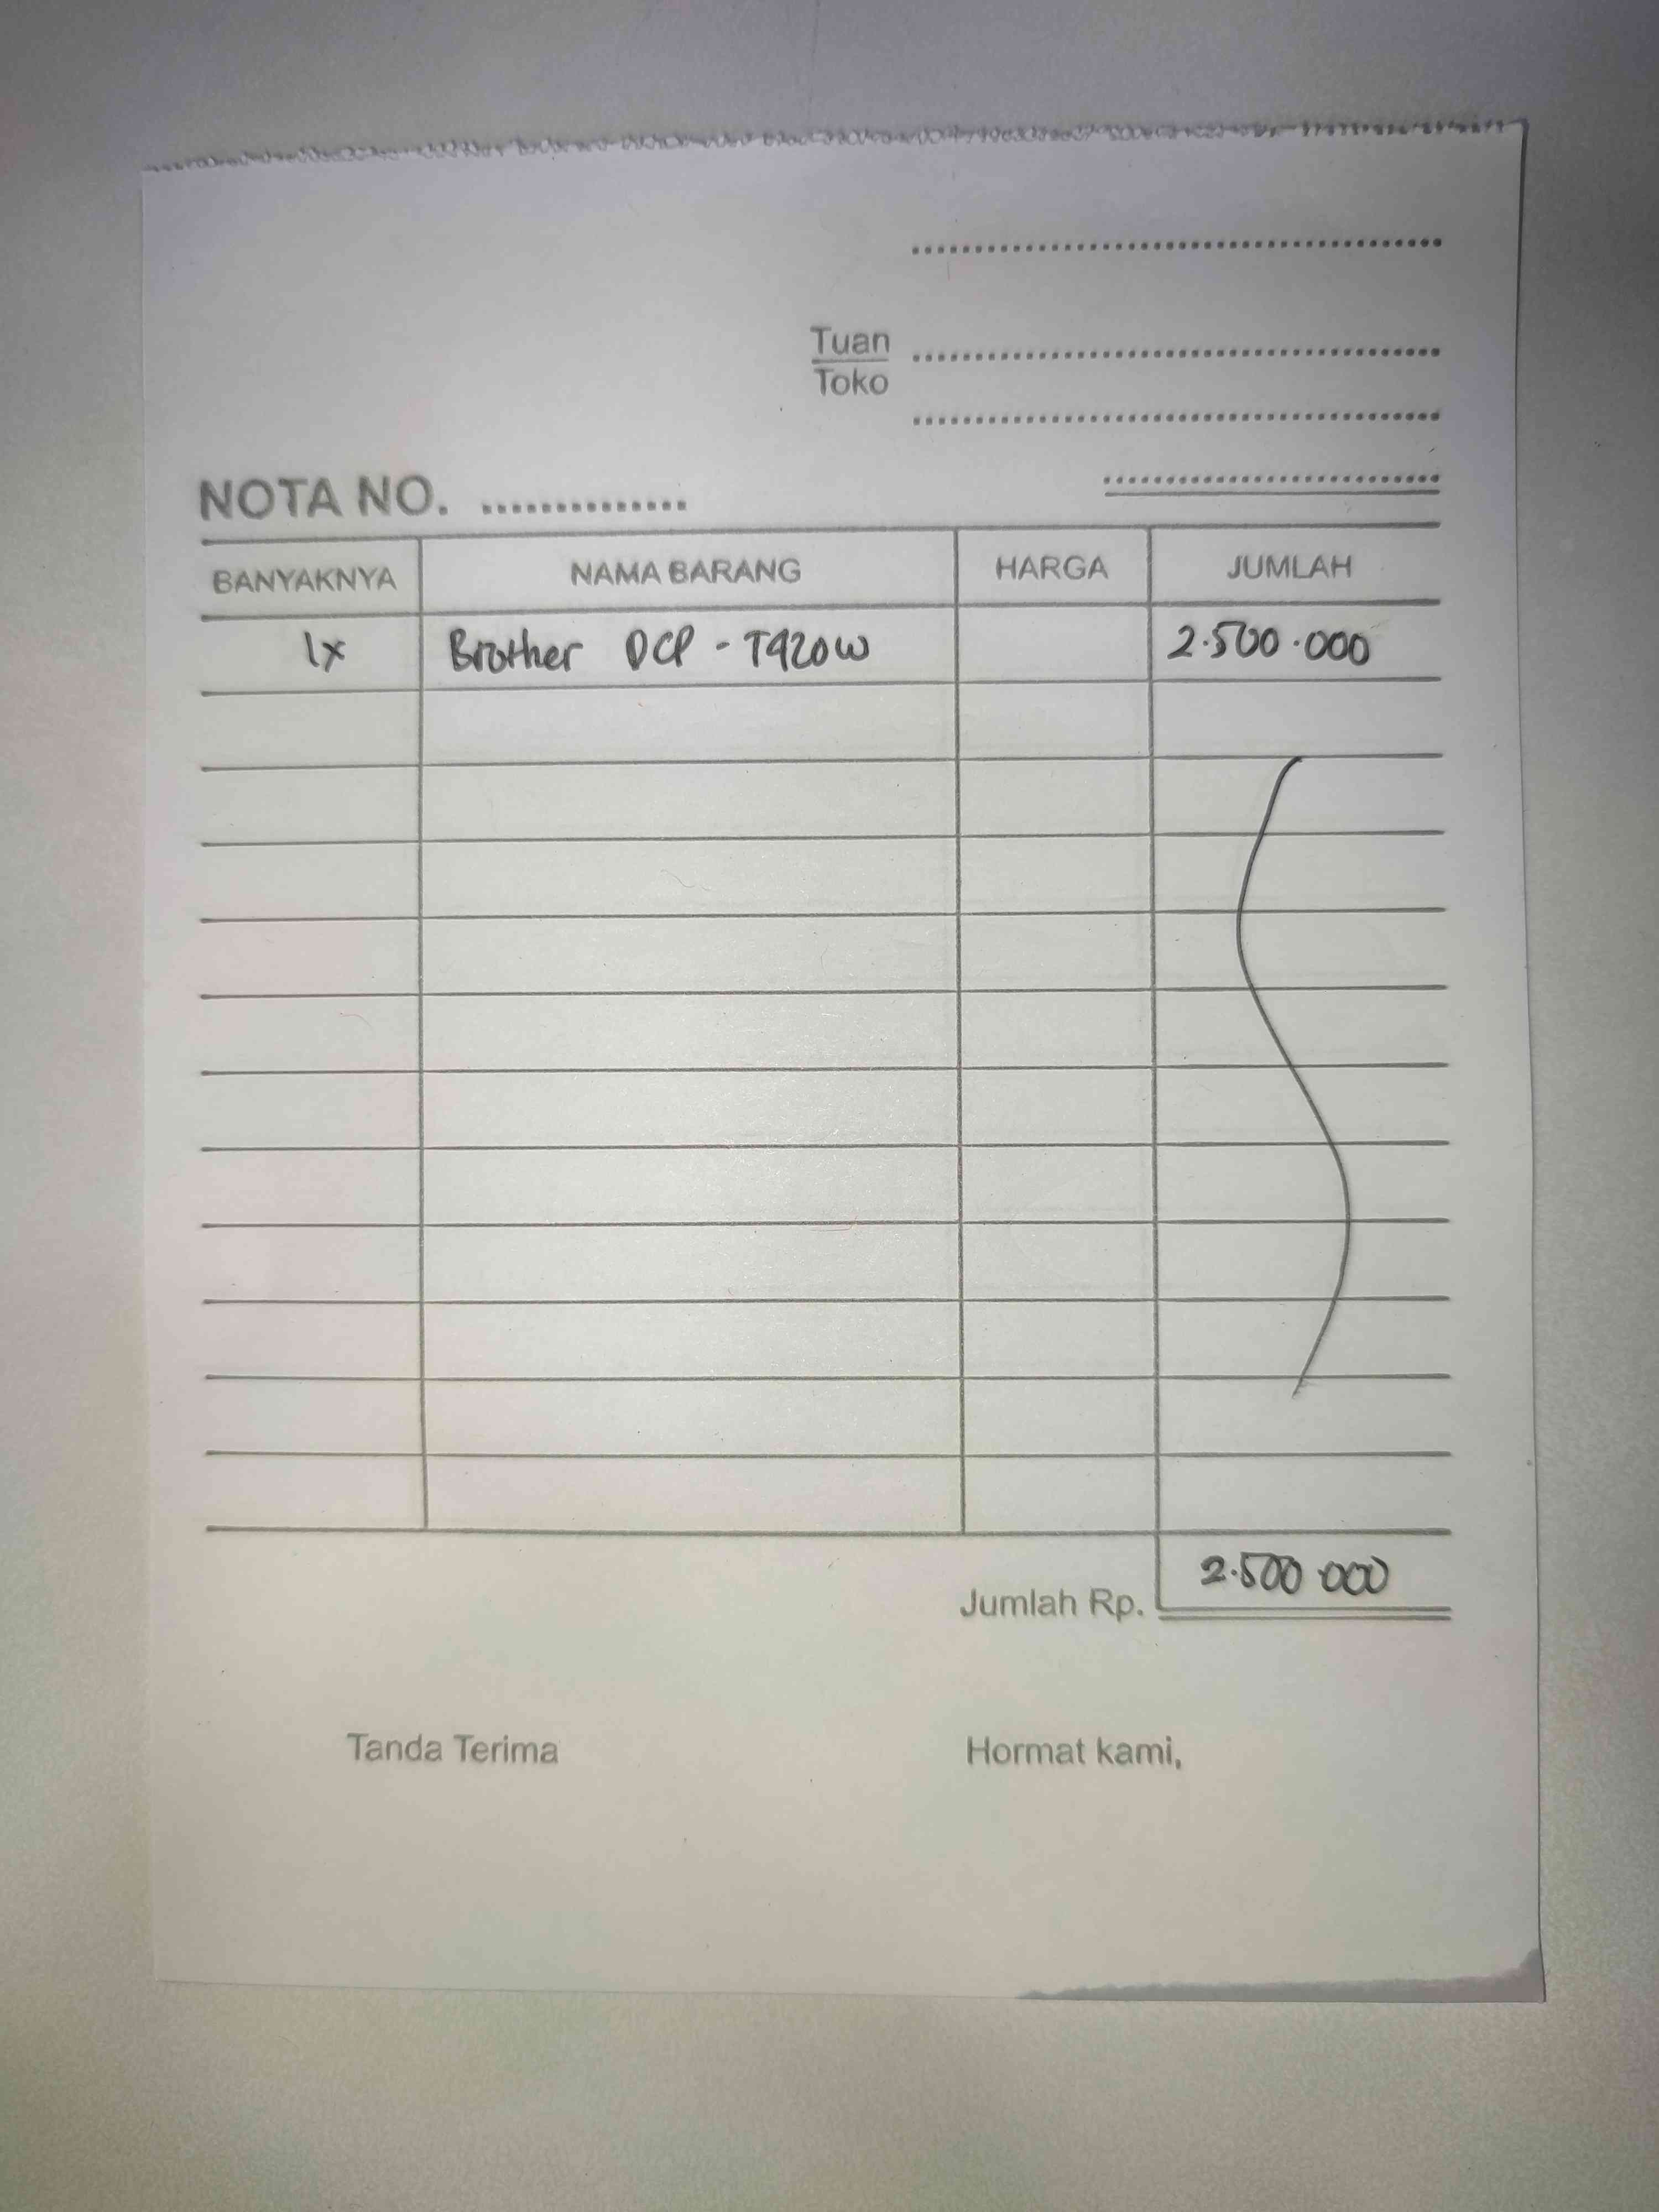 Tuan
Toko
NOTA NO. ..............
BANYAKNYA NAMA BARANG HARGA JUMLAH
1x Brother DCP - T920W 2.500.000
Jumlah Rp. 2.500.000
Tanda Terima Hormat kami,